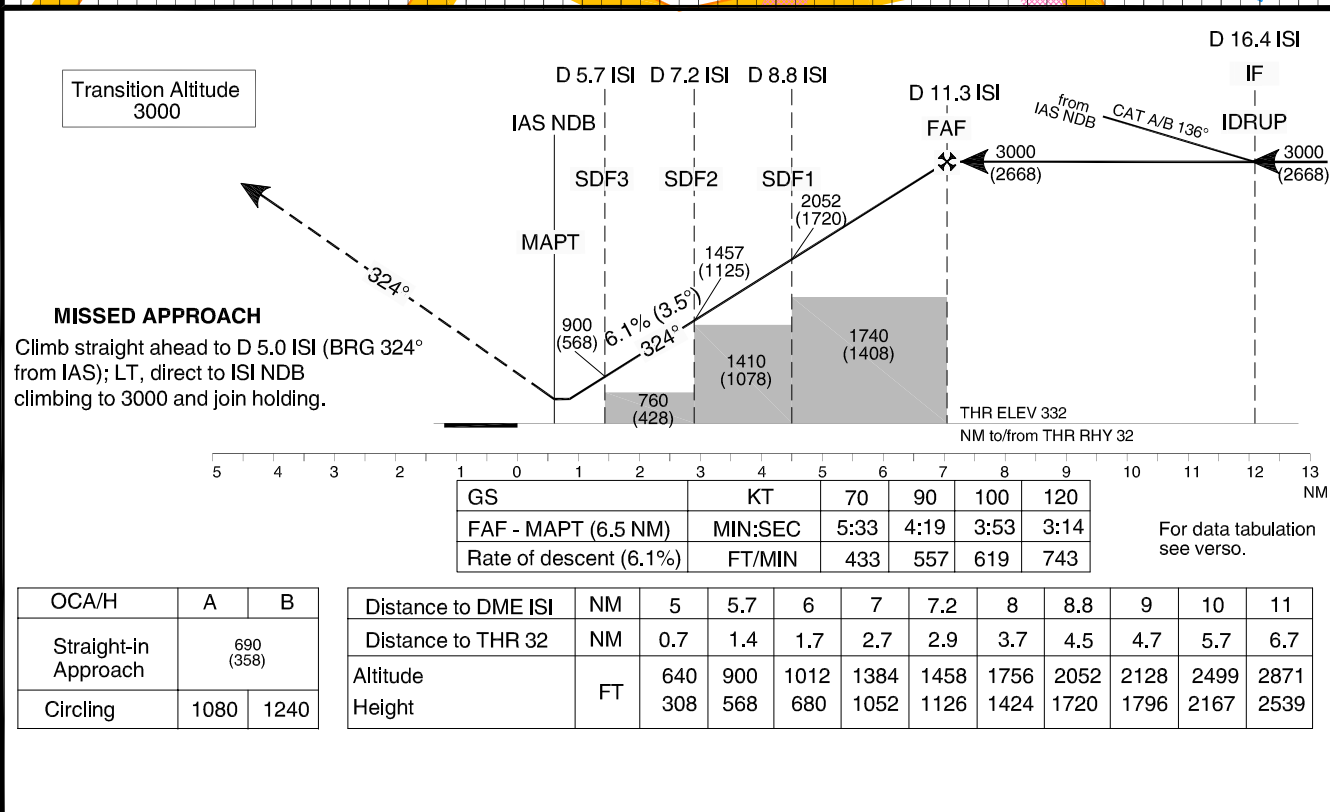 Transition Altitude
3000
D 5.7 ISI D 7.2 ISI D 8.8 ISI
D 11.3 ISI
D 16.4 ISI
IAS NDB
FAF
IF
IDRUP
from
IAS NDB
CAT A/B 136°
3000
(2668)
3000
(2668)
SDF3 SDF2 SDF1
2052
(1720)
MAPT
1457
(1125)
324°
900
(568)
6.1% (3.5°)
324°
1740
(1408)
1410
(1078)
760
(428)
MISSED APPROACH
Climb straight ahead to D 5.0 ISI (BRG 324°
from IAS); LT, direct to ISI NDB
climbing to 3000 and join holding.
THR ELEV 332
NM to/from THR RHY 32
5 4 3 2 1 0 1 2 3 4 5 6 7 8 9 10 11 12 13
NM
GS KT 70 90 100 120
FAF - MAPT (6.5 NM) MIN:SEC 5:33 4:19 3:53 3:14
Rate of descent (6.1%) FT/MIN 433 557 619 743
For data tabulation
see verso.
OCA/H A B
Straight-in
Approach
690
(358)
Circling 1080 1240
Distance to DME ISI NM 5 5.7 6 7 7.2 8 8.8 9 10 11
Distance to THR 32 NM 0.7 1.4 1.7 2.7 2.9 3.7 4.5 4.7 5.7 6.7
Altitude FT 640 900 1012 1384 1458 1756 2052 2128 2499 2871
Height 308 568 680 1052 1126 1424 1720 1796 2167 2539